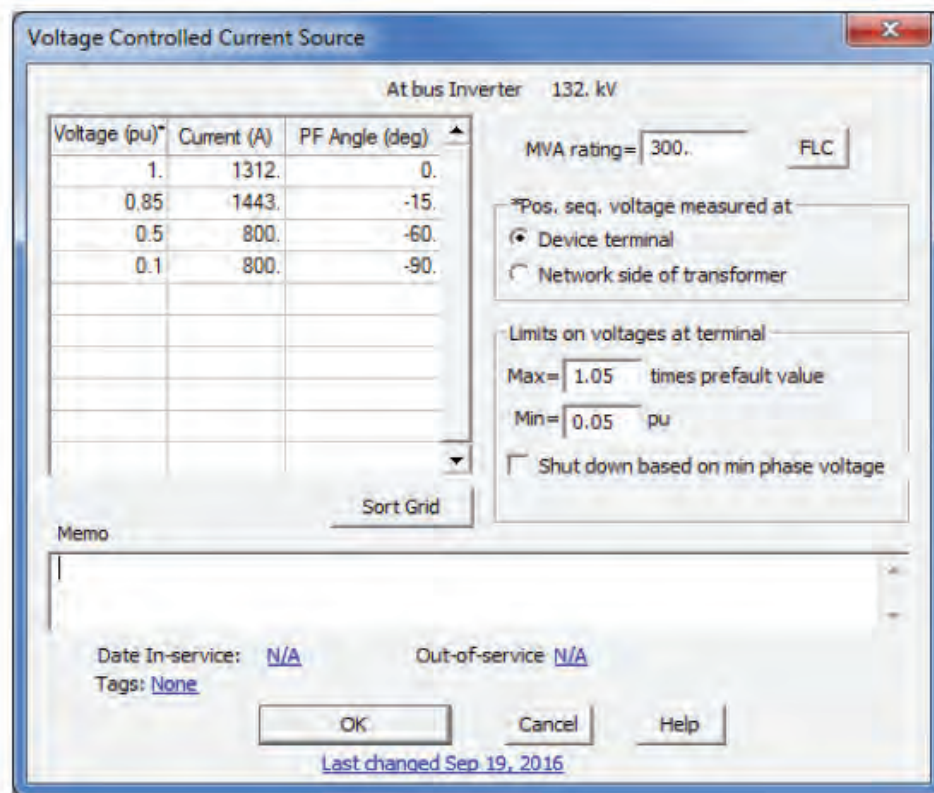 Voltage Controlled Current Source
At bus Inverter 132. kV
Voltage (pu)* Current (A) PF Angle (deg)
1. 1312. 0.
0.85 1443. -15.
0.5 800. -60.
0.1 800. -90.
Sort Grid
MVA rating= 300. FLC
*Pos. seq. voltage measured at
Device terminal
Network side of transformer
Limits on voltages at terminal
Max= 1.05 times prefault value
Min= 0.05 pu
Shut down based on min phase voltage
Memo
Date In-service: N/A Out-of-service N/A
Tags: None
OK Cancel Help
Last changed Sep 19, 2016